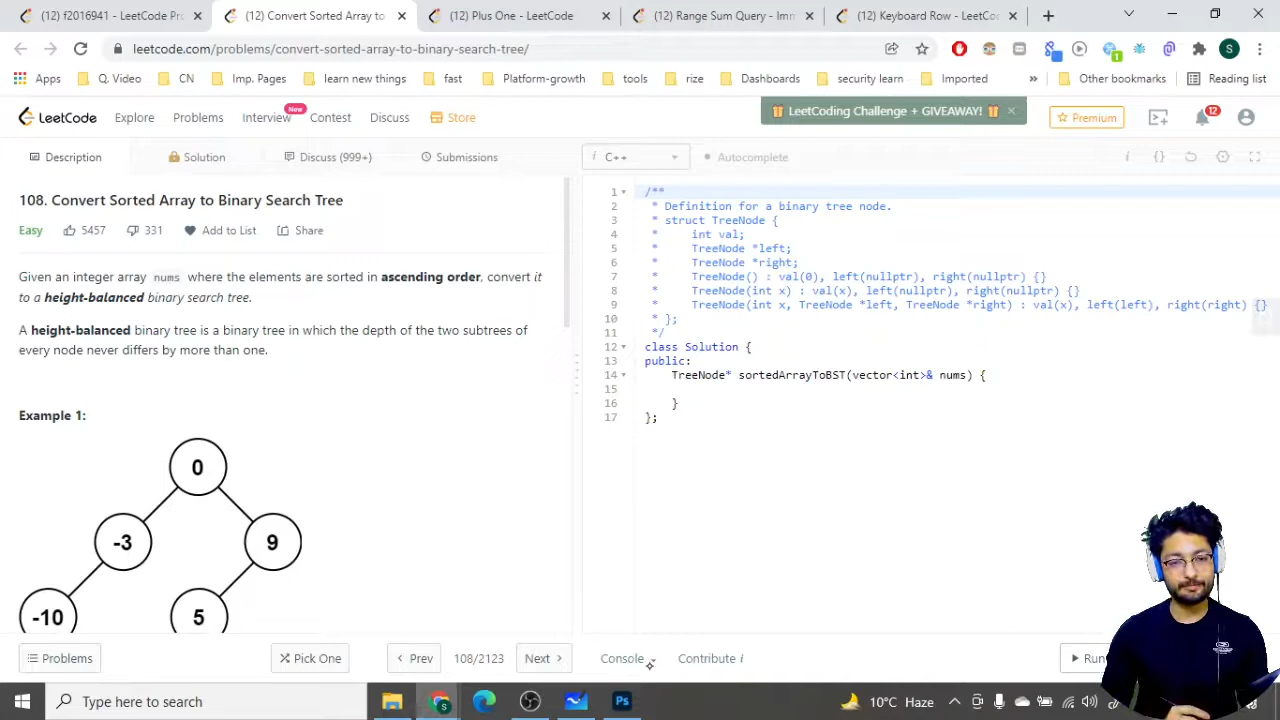 (12) f2016941 - LeetCode Pr
(12) Convert Sorted Array to
(12) Plus One - LeetCode
(12) Range Sum Query - Imm
(12) Keyboard Row - LeetCod
leetcode.com/problems/convert-sorted-array-to-binary-search-tree/
Apps
Q. Video
CN
Imp. Pages
learn new things
fast
Platform-growth
tools
rize
Dashboards
security learn
Imported
»
Other bookmarks
Reading list
LeetCode
Explore
Problems
Interview
New
Contest
Discuss
Store
LeetCoding Challenge + GIVEAWAY!
Premium
12
Description
Solution
Discuss (999+)
Submissions
i C++
Autocomplete
108. Convert Sorted Array to Binary Search Tree
Easy 5457 331 Add to List Share
Given an integer array nums where the elements are sorted in ascending order, convert it
to a height-balanced binary search tree.
A height-balanced binary tree is a binary tree in which the depth of the two subtrees of
every node never differs by more than one.
Example 1:
0
-3
9
-10
5
1 /**
2 * Definition for a binary tree node.
3 * struct TreeNode {
4 * int val;
5 * TreeNode *left;
6 * TreeNode *right;
7 * TreeNode() : val(0), left(nullptr), right(nullptr) {}
8 * TreeNode(int x) : val(x), left(nullptr), right(nullptr) {}
9 * TreeNode(int x, TreeNode *left, TreeNode *right) : val(x), left(left), right(right) {}
10 * };
11 */
12 class Solution {
13 public:
14 TreeNode* sortedArrayToBST(vector<int>& nums) {
15
16 }
17 };
Problems
Pick One
Prev
108/2123
Next
Console
Contribute i
Run
Type here to search
10°C Haze